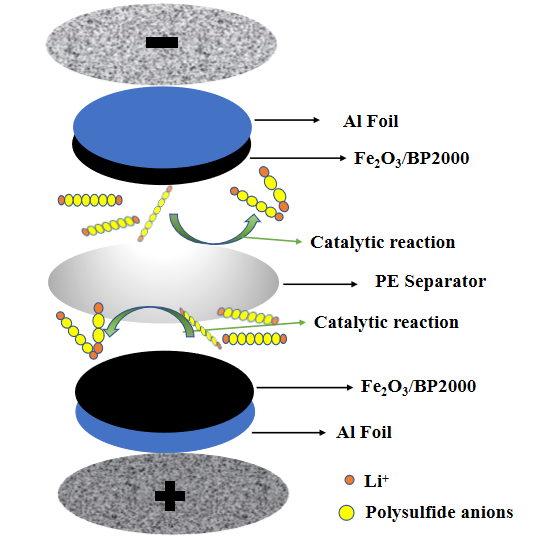 Al Foil
Fe₂O₃/BP2000
Catalytic reaction
PE Separator
Catalytic reaction
Fe₂O₃/BP2000
Al Foil
Li⁺
Polysulfide anions